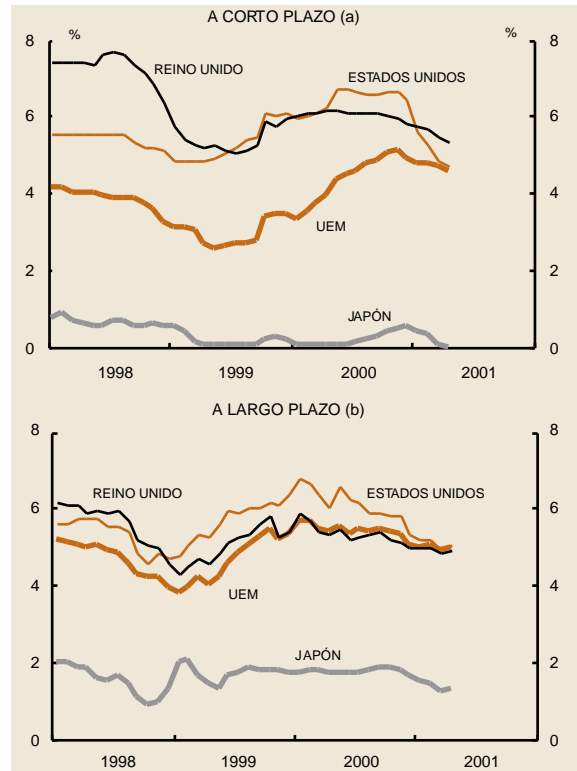 A CORTO PLAZO (a)
8 % % 8
REINO UNIDO ESTADOS UNIDOS
6 6
4 4
UEM
2 2
JAPÓN
0 0
1998 1999 2000 2001
A LARGO PLAZO (b)
8 8
REINO UNIDO ESTADOS UNIDOS
6 6
4 4
UEM
2 2
JAPÓN
0 0
1998 1999 2000 2001